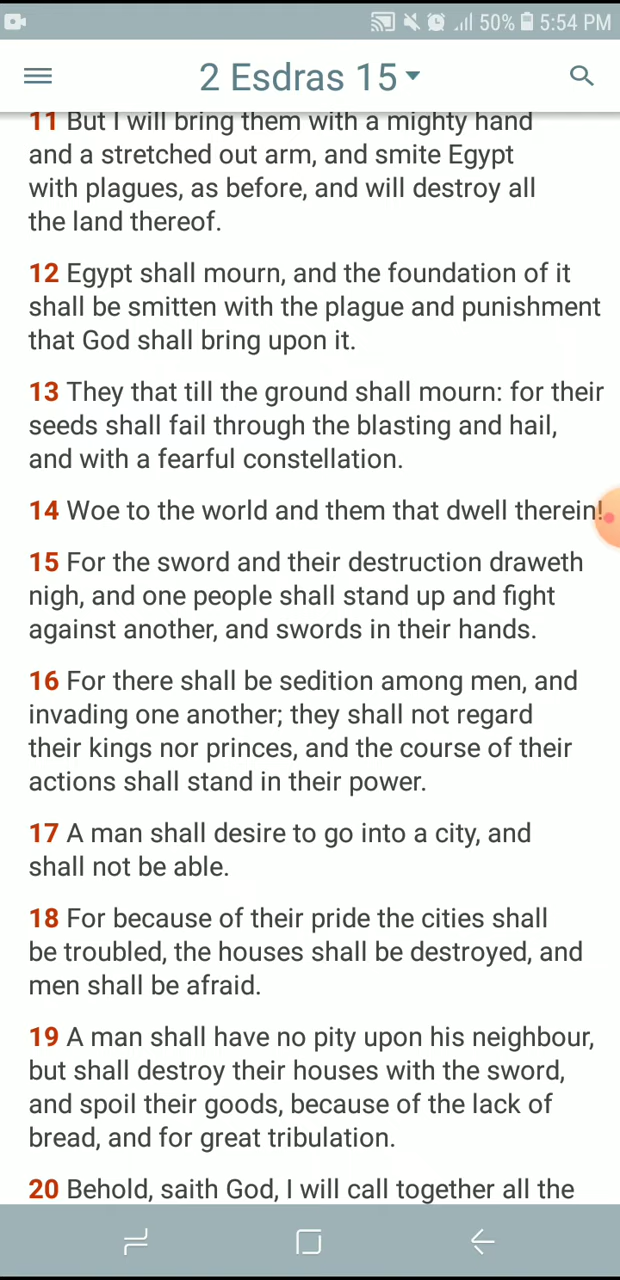 50% 5:54 PM
2 Esdras 15
11 But I will bring them with a mighty hand
and a stretched out arm, and smite Egypt
with plagues, as before, and will destroy all
the land thereof.
12 Egypt shall mourn, and the foundation of it
shall be smitten with the plague and punishment
that God shall bring upon it.
13 They that till the ground shall mourn: for their
seeds shall fail through the blasting and hail,
and with a fearful constellation.
14 Woe to the world and them that dwell therein!
15 For the sword and their destruction draweth
nigh, and one people shall stand up and fight
against another, and swords in their hands.
16 For there shall be sedition among men, and
invading one another; they shall not regard
their kings nor princes, and the course of their
actions shall stand in their power.
17 A man shall desire to go into a city, and
shall not be able.
18 For because of their pride the cities shall
be troubled, the houses shall be destroyed, and
men shall be afraid.
19 A man shall have no pity upon his neighbour,
but shall destroy their houses with the sword,
and spoil their goods, because of the lack of
bread, and for great tribulation.
20 Behold, saith God, I will call together all the